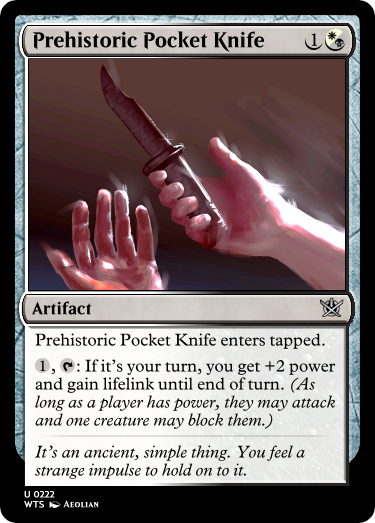 Prehistoric Pocket Knife 1
Artifact
Prehistoric Pocket Knife enters tapped.
1, : If it's your turn, you get +2 power
and gain lifelink until end of turn. (As
long as a player has power, they may attack
and one creature may block them.)
It's an ancient, simple thing. You feel a
strange impulse to hold on to it.
U 0222
WTS AEOLIAN